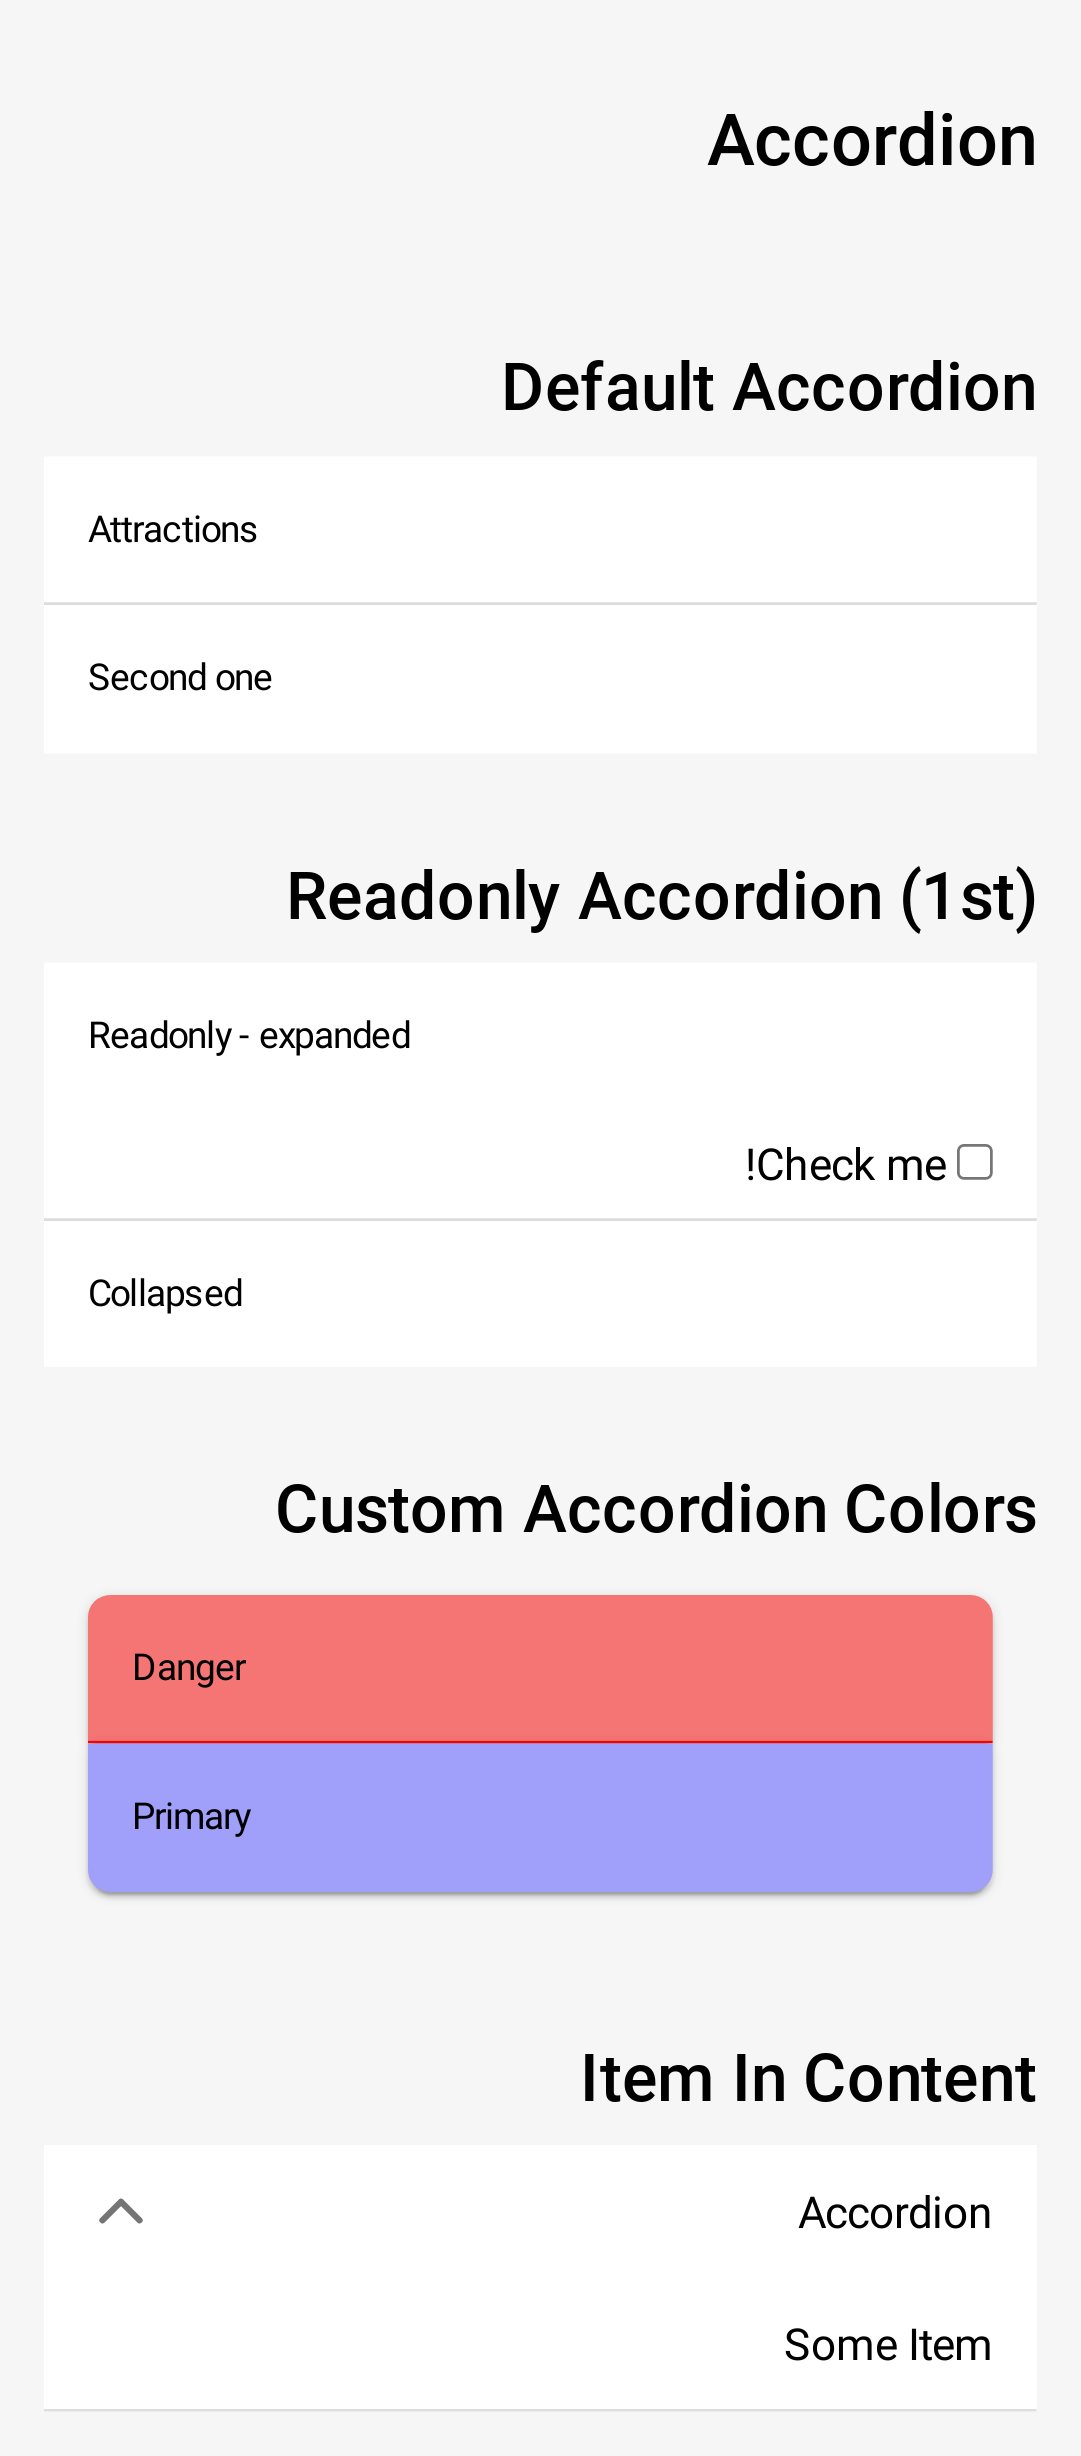 Accordion
Default Accordion
Attractions
Second one
Readonly Accordion (1st)
Readonly - expanded
!Check me
Collapsed
Custom Accordion Colors
Danger
Primary
Item In Content
Accordion
Some Item